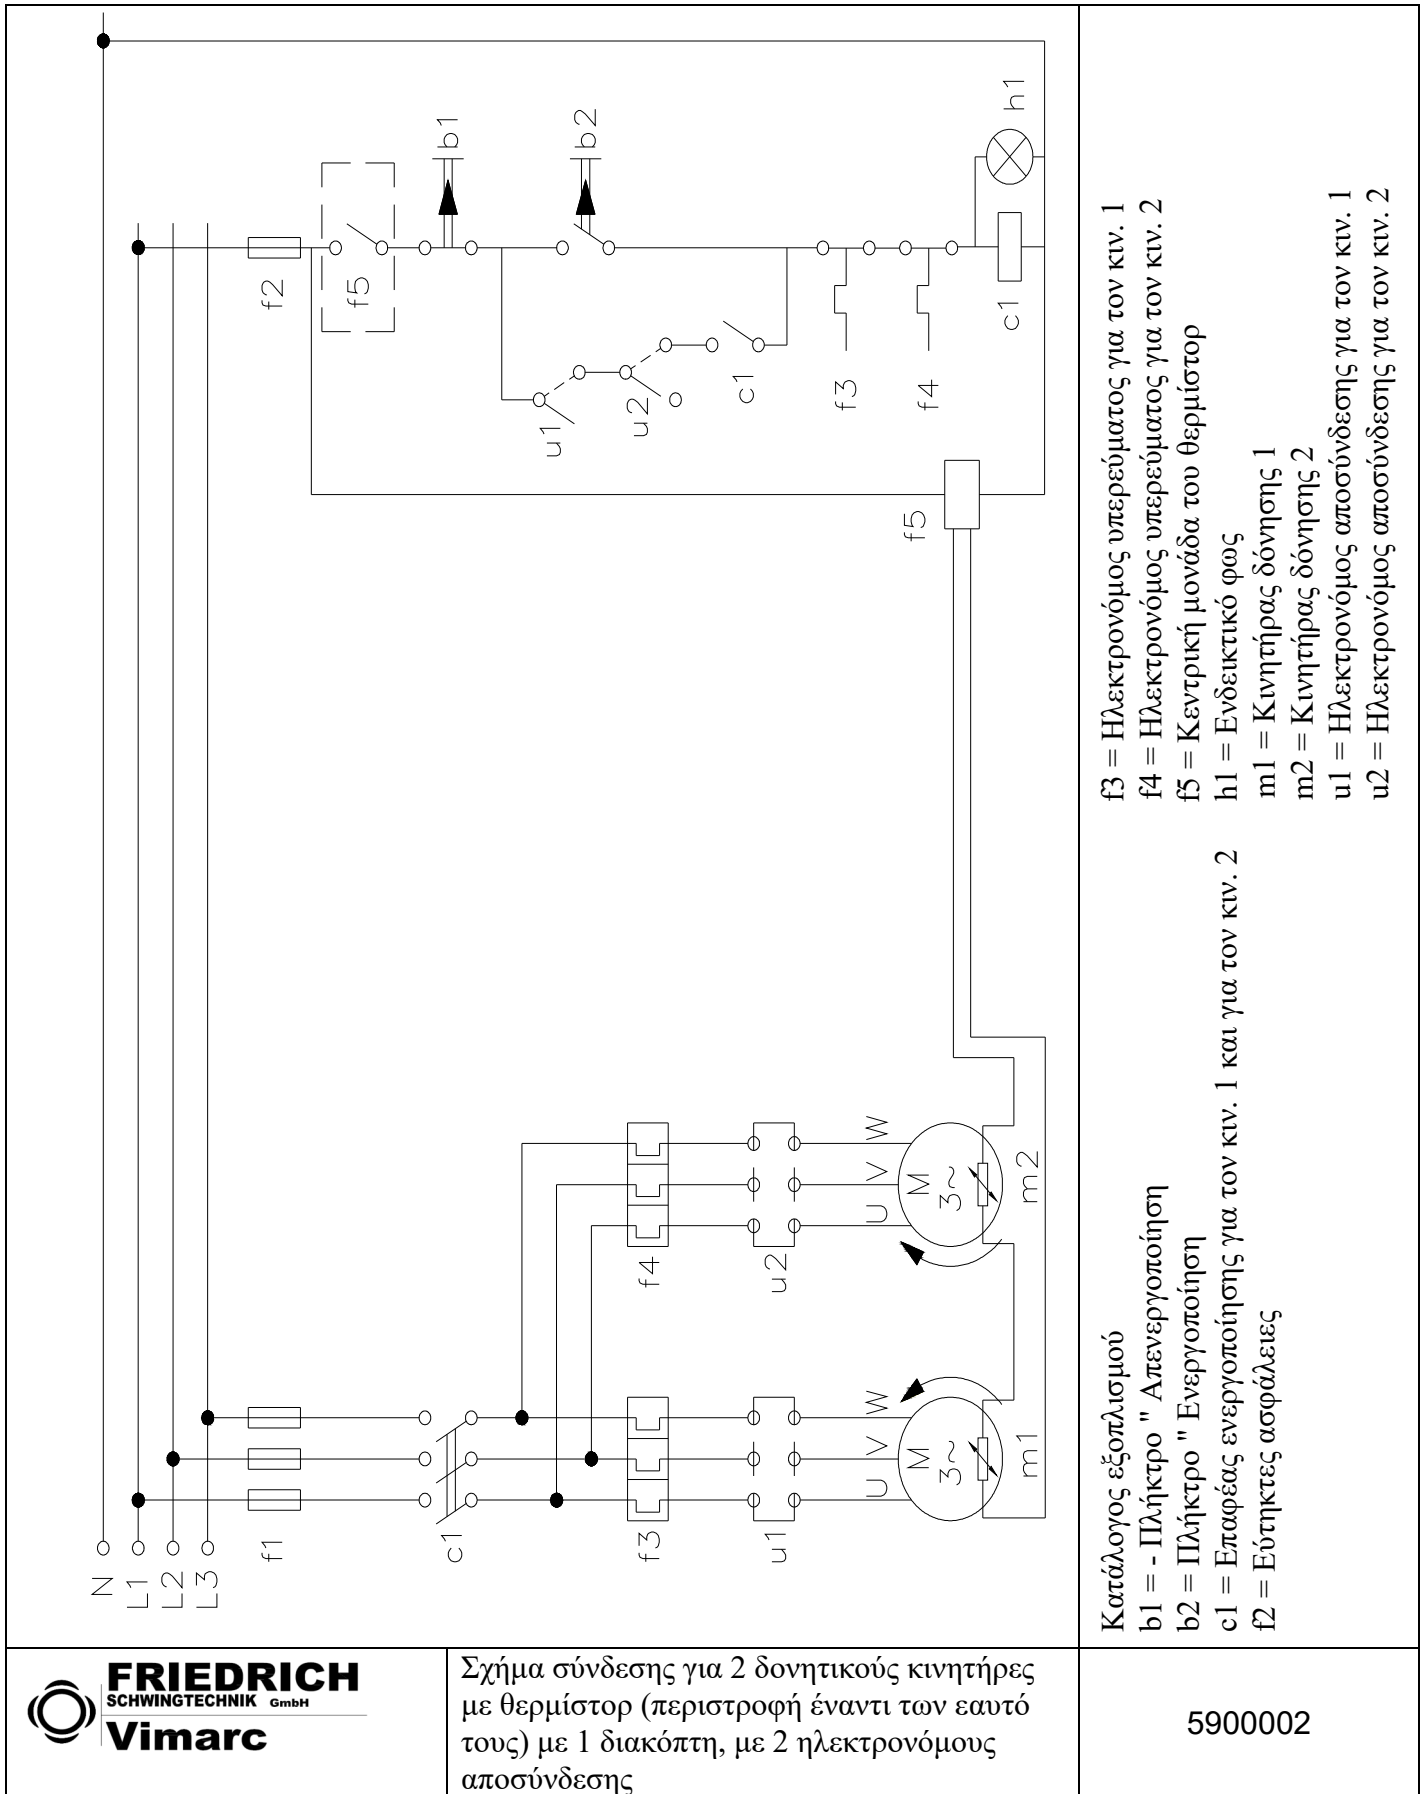 N
L1
L2
L3
f1
c1
f3
u1
U
V
W
M
3~
m1
f4
u2
U
V
W
M
3~
m2
f2
f5
b1
b2
u1
u2
c1
f3
f4
f5
c1
h1
Κατάλογος εξοπλισμού
b1 = - Πλήκτρο " Απενεργοποίηση
b2 = Πλήκτρο " Ενεργοποίηση
c1 = Επαφέας ενεργοποίησης για τον κιν. 1 και για τον κιν. 2
f2 = Εύτηκτες ασφάλειες
f3 = Ηλεκτρονόμος υπερεύματος για τον κιν. 1
f4 = Ηλεκτρονόμος υπερεύματος για τον κιν. 2
f5 = Κεντρική μονάδα του θερμίστορ
h1 = Ενδεικτικό φως
m1 = Κινητήρας δόνησης 1
m2 = Κινητήρας δόνησης 2
u1 = Ηλεκτρονόμος αποσύνδεσης για τον κιν. 1
u2 = Ηλεκτρονόμος αποσύνδεσης για τον κιν. 2
FRIEDRICH
SCHWINGTECHNIK GmbH
Vimarc
Σχήμα σύνδεσης για 2 δονητικούς κινητήρες
με θερμίστορ (περιστροφή έναντι των εαυτό
τους) με 1 διακόπτη, με 2 ηλεκτρονόμους
αποσύνδεσης
5900002